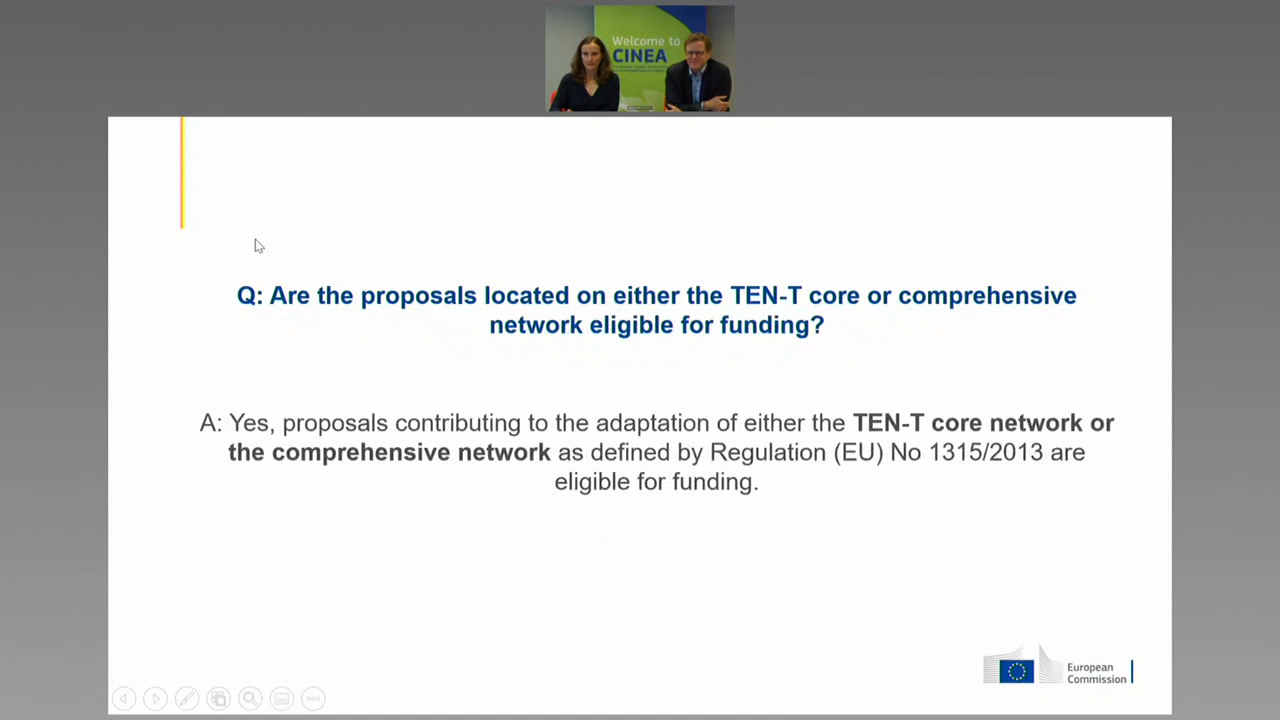 Welcome to
CINEA
Q: Are the proposals located on either the TEN-T core or comprehensive
network eligible for funding?
A: Yes, proposals contributing to the adaptation of either the TEN-T core network or
the comprehensive network as defined by Regulation (EU) No 1315/2013 are
eligible for funding.
European
Commission